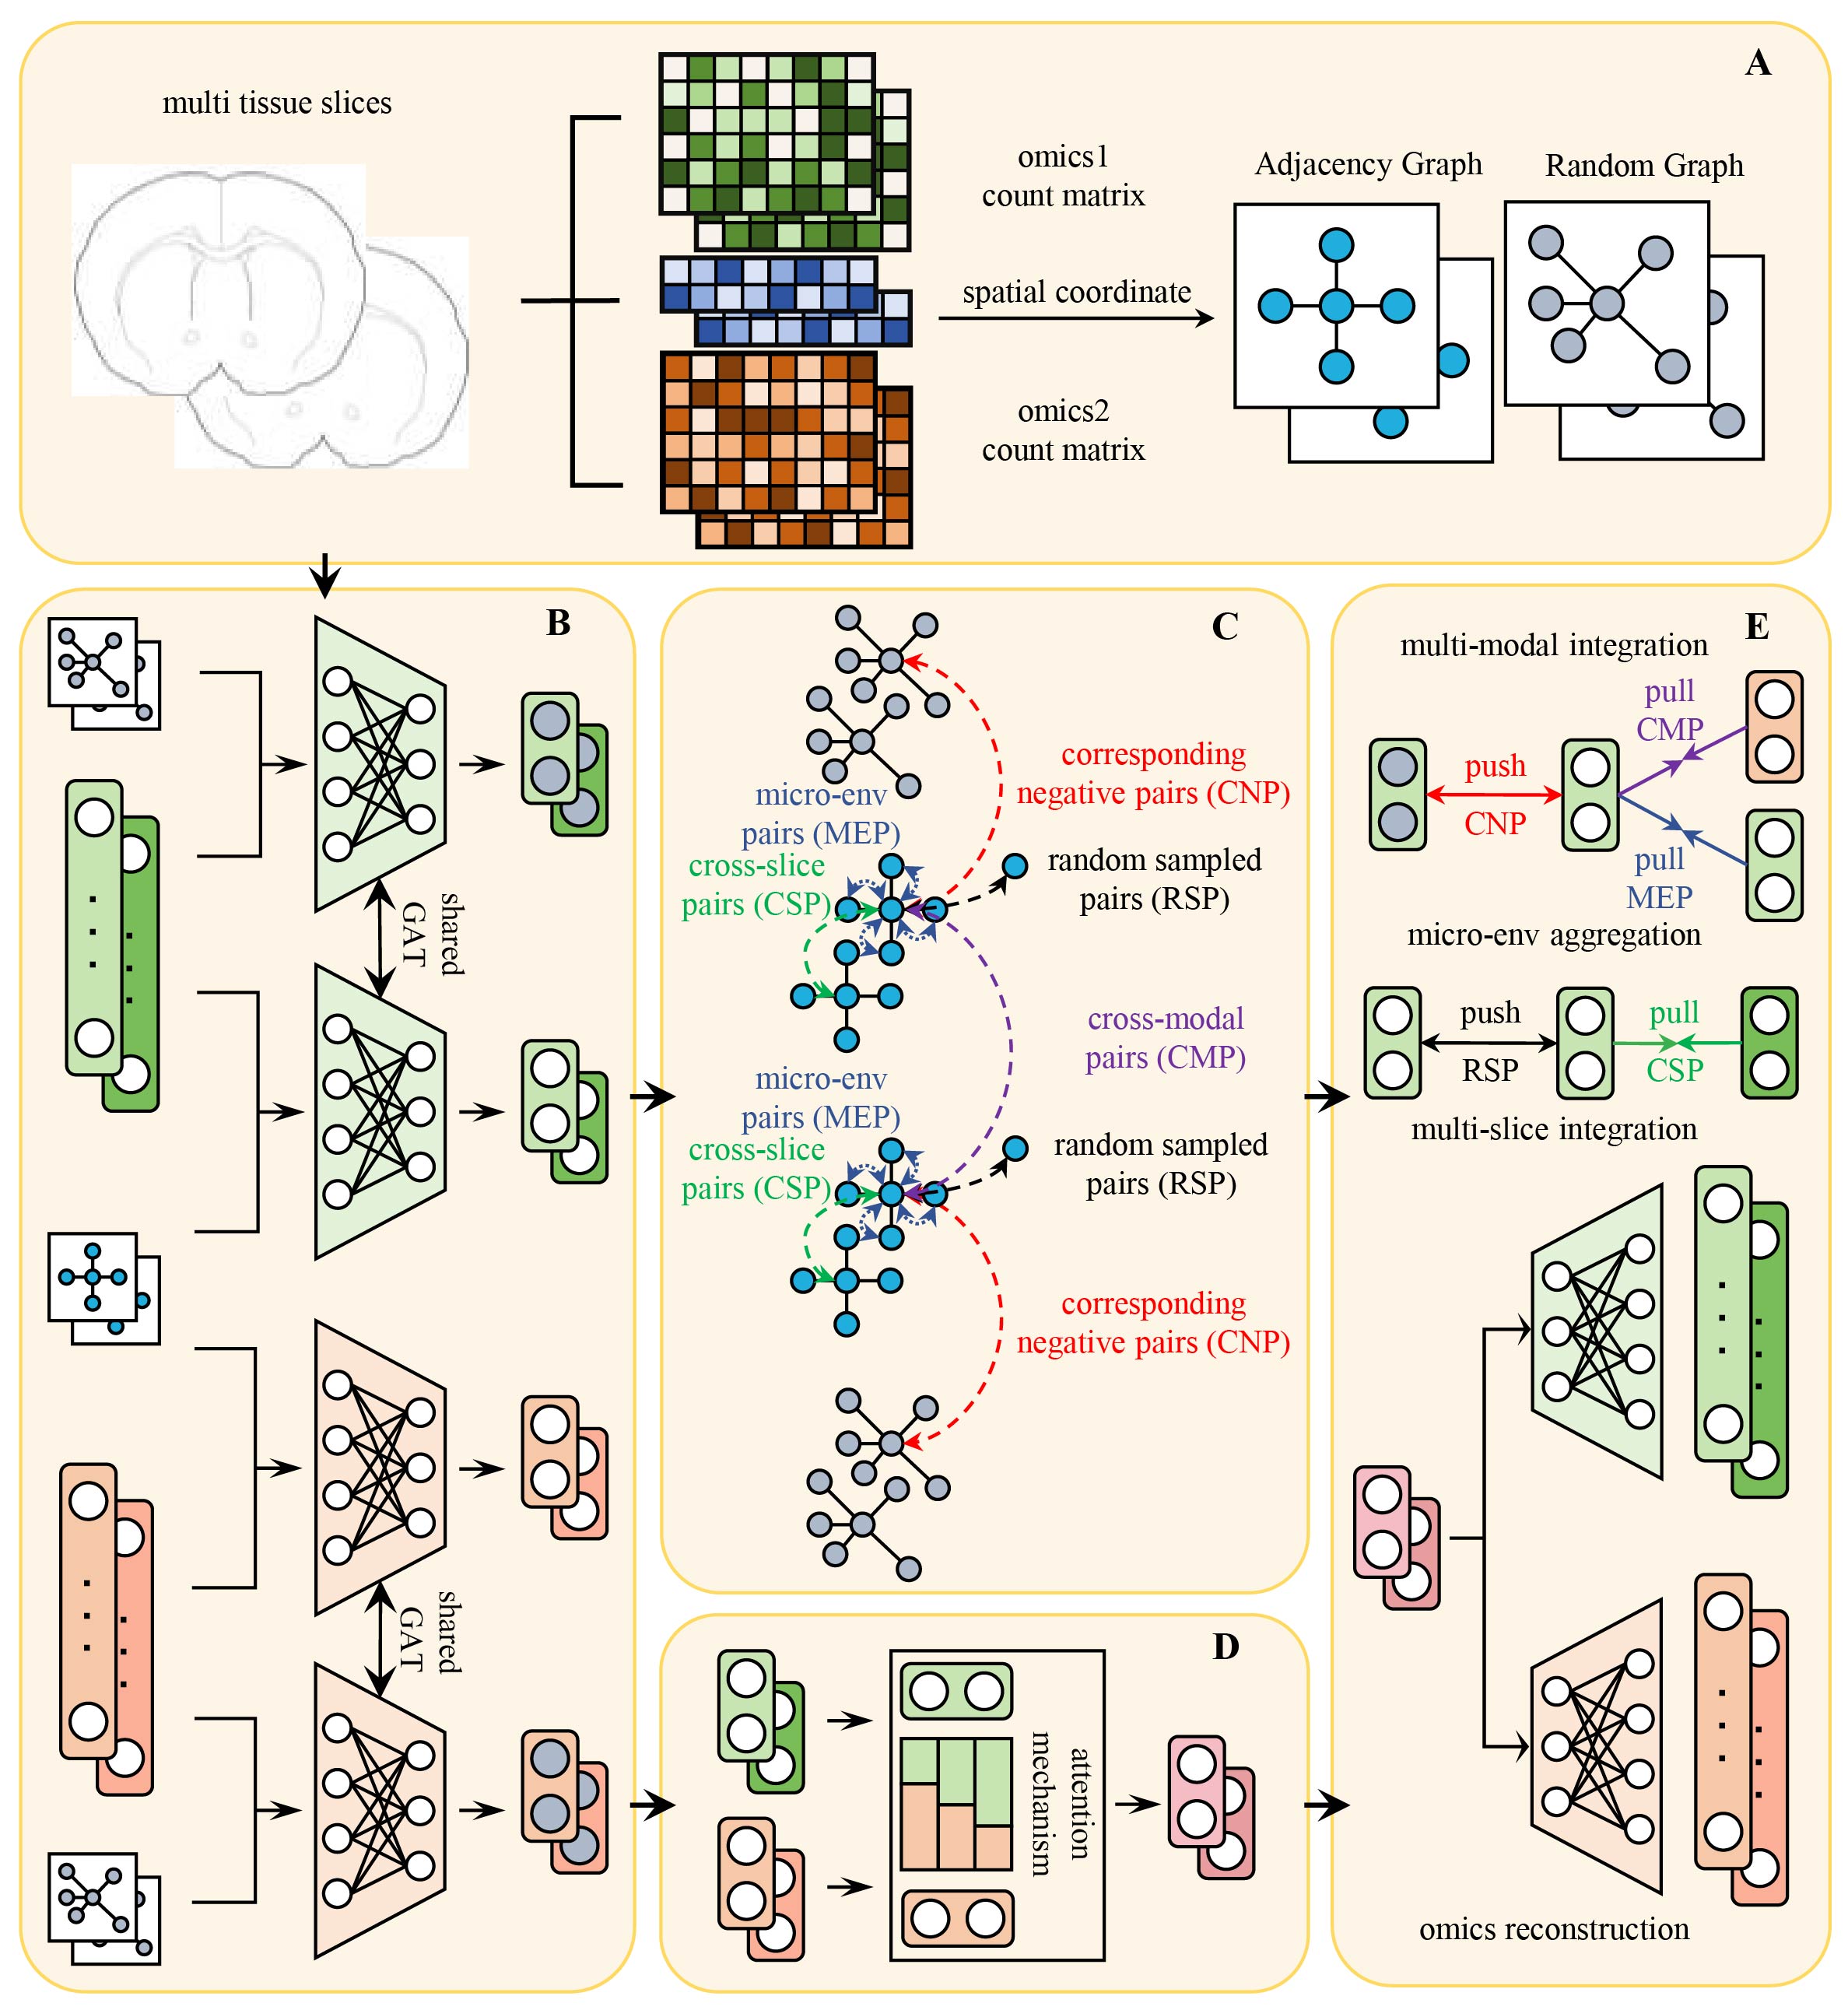 A
multi tissue slices
omics1
count matrix
spatial coordinate
omics2
count matrix
Adjacency Graph
Random Graph
B
shared
GAT
shared
GAT
C
corresponding
negative pairs (CNP)
micro-env
pairs (MEP)
cross-slice
pairs (CSP)
random sampled
pairs (RSP)
cross-modal
pairs (CMP)
micro-env
pairs (MEP)
cross-slice
pairs (CSP)
random sampled
pairs (RSP)
corresponding
negative pairs (CNP)
D
attention
mechanism
E
multi-modal integration
pull
CMP
push
CNP
pull
MEP
micro-env aggregation
push
RSP
pull
CSP
multi-slice integration
omics reconstruction